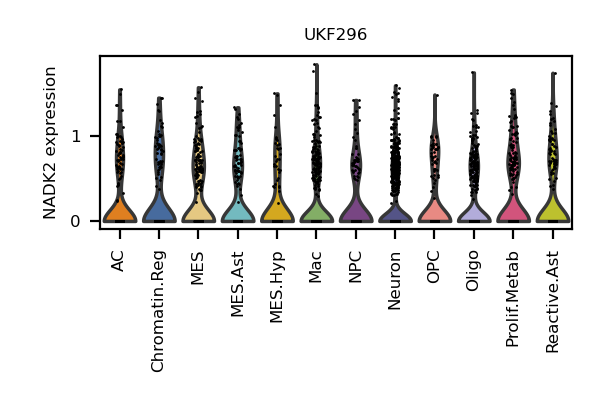 UKF296
NADK2 expression
1
0
AC
Chromatin.Reg
MES
MES.Ast
MES.Hyp
Mac
NPC
Neuron
OPC
Oligo
Prolif.Metab
Reactive.Ast